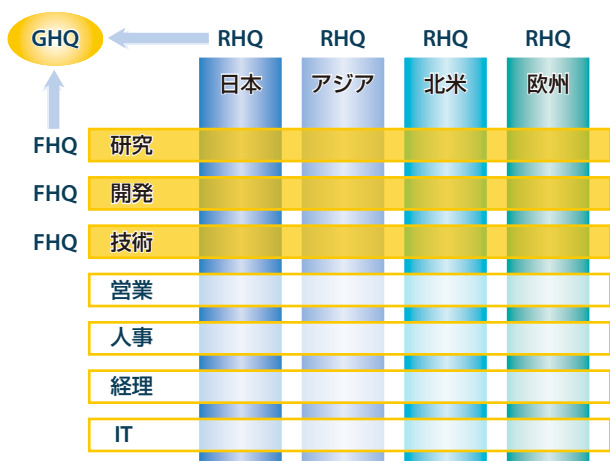 GHQ RHQ RHQ RHQ RHQ
日本 アジア 北米 欧州
FHQ 研究
FHQ 開発
FHQ 技術
営業
人事
経理
IT